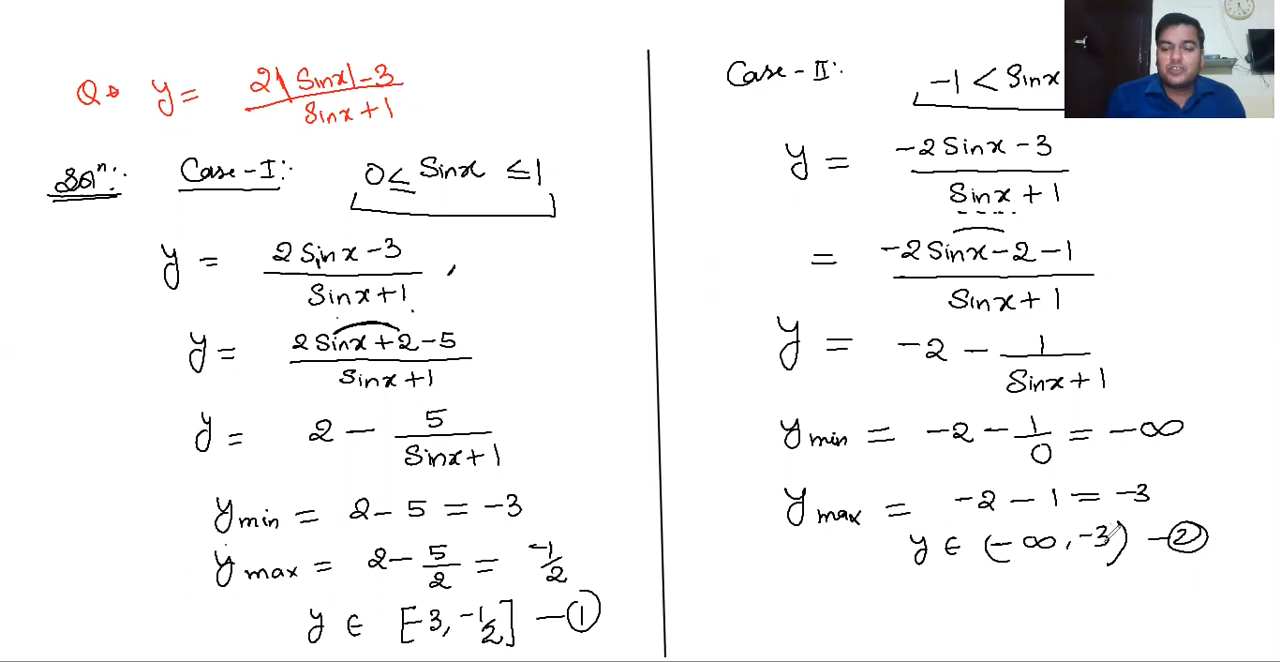 Q. y = (2|Sinx| - 3)/(Sinx + 1)
Solⁿ: Case-I: 0 ≤ Sinx ≤ 1
y = (2 Sinx - 3)/(Sinx + 1),
y = (2 Sinx + 2 - 5)/(Sinx + 1)
y = 2 - 5/(Sinx + 1)
y min = 2 - 5 = -3
y max = 2 - 5/2 = -1/2
y ∈ [-3, -1/2] — ①
Case-II: -1 < Sinx
y = (-2 Sinx - 3)/(Sinx + 1)
= (-2 Sinx - 2 - 1)/(Sinx + 1)
y = -2 - 1/(Sinx + 1)
y min = -2 - 1/0 = -∞
y max = -2 - 1 = -3
y ∈ (-∞, -3) — ②